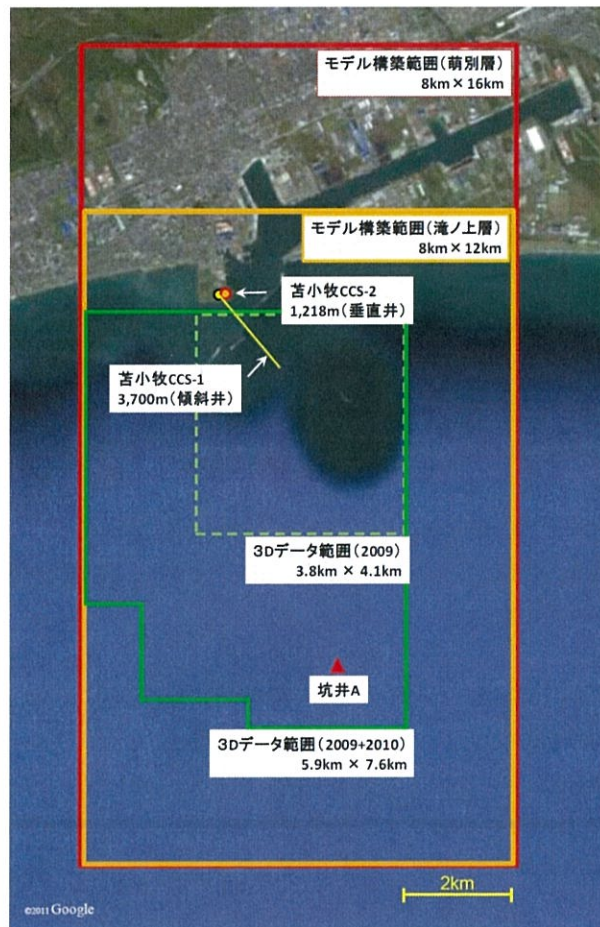 モデル構築範囲(萌別層)
8km×16km
モデル構築範囲(滝ノ上層)
8km×12km
苫小牧CCS-2
1,218m(垂直井)
苫小牧CCS-1
3,700m(傾斜井)
3Dデータ範囲(2009)
3.8km × 4.1km
坑井A
3Dデータ範囲(2009+2010)
5.9km × 7.6km
2km
©2011 Google